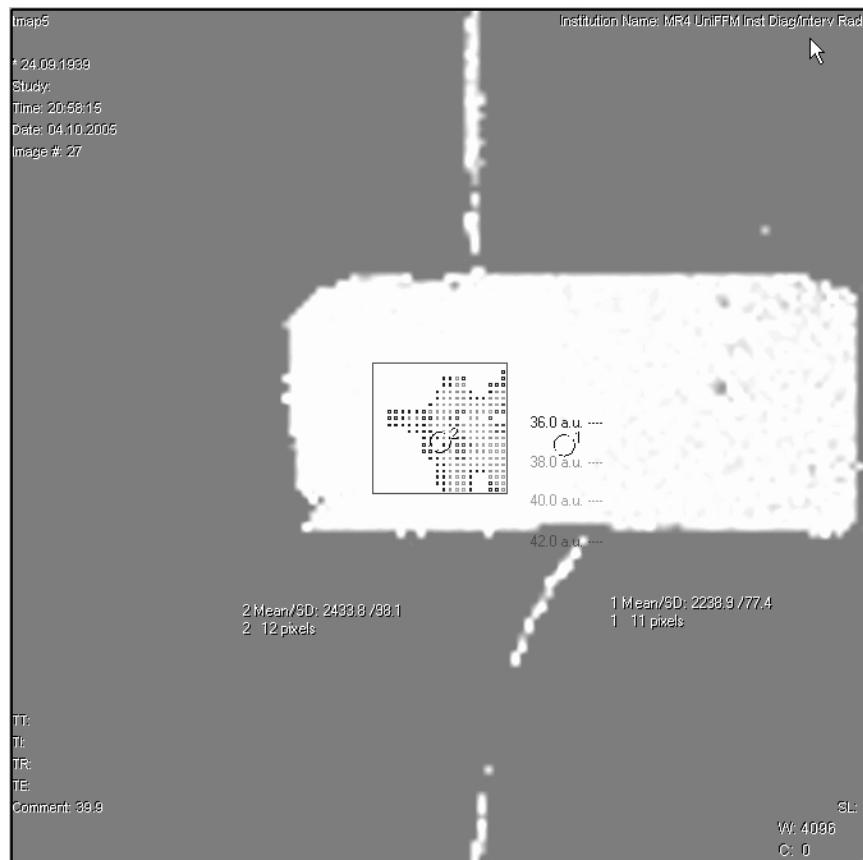 tmap5
Institution Name: MR4 UniFFM Inst Diag/Interv Rad
* 24.09.1939
Study:
Time: 20:58:15
Date: 04.10.2005
Image #: 27
36.0 a.u. ----
2
1
38.0 a.u. ----
40.0 a.u. ----
42.0 a.u. ----
2 Mean/SD: 2433.8 /98.1
2 12 pixels
1 Mean/SD: 2238.9 /77.4
1 11 pixels
TT:
TI:
TR:
TE:
Comment: 39.9
SL:
W: 4096
C: 0